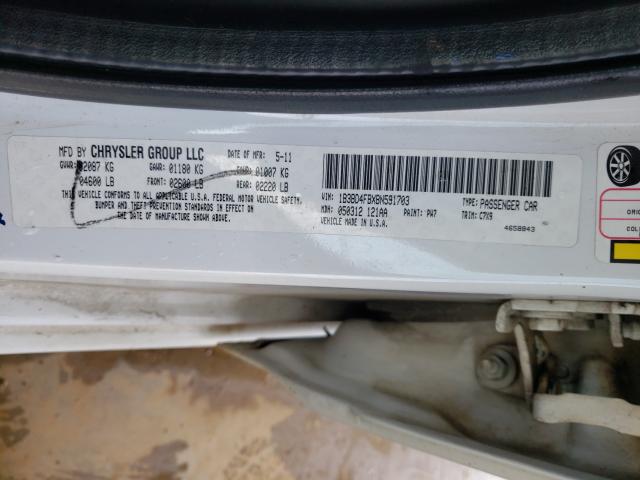 MFD BY CHRYSLER GROUP LLC DATE OF MFR: 5-11
GVWR: 02087 KG GAWR: 01180 KG 01007 KG
04600 LB FRONT: 02600 LB REAR: 02220 LB
THIS VEHICLE CONFORMS TO ALL APPLICABLE U.S.A. FEDERAL MOTOR VEHICLE SAFETY,
BUMPER AND THEFT PREVENTION STANDARDS IN EFFECT ON
THE DATE OF MANUFACTURE SHOWN ABOVE.
VIN: 1B3BD4FBXBN591703 TYPE: PASSENGER CAR
MDH: 050312 121AA PAINT: PW7 TRIM: C7X9
VEHICLE MADE IN U.S.A. 4658843